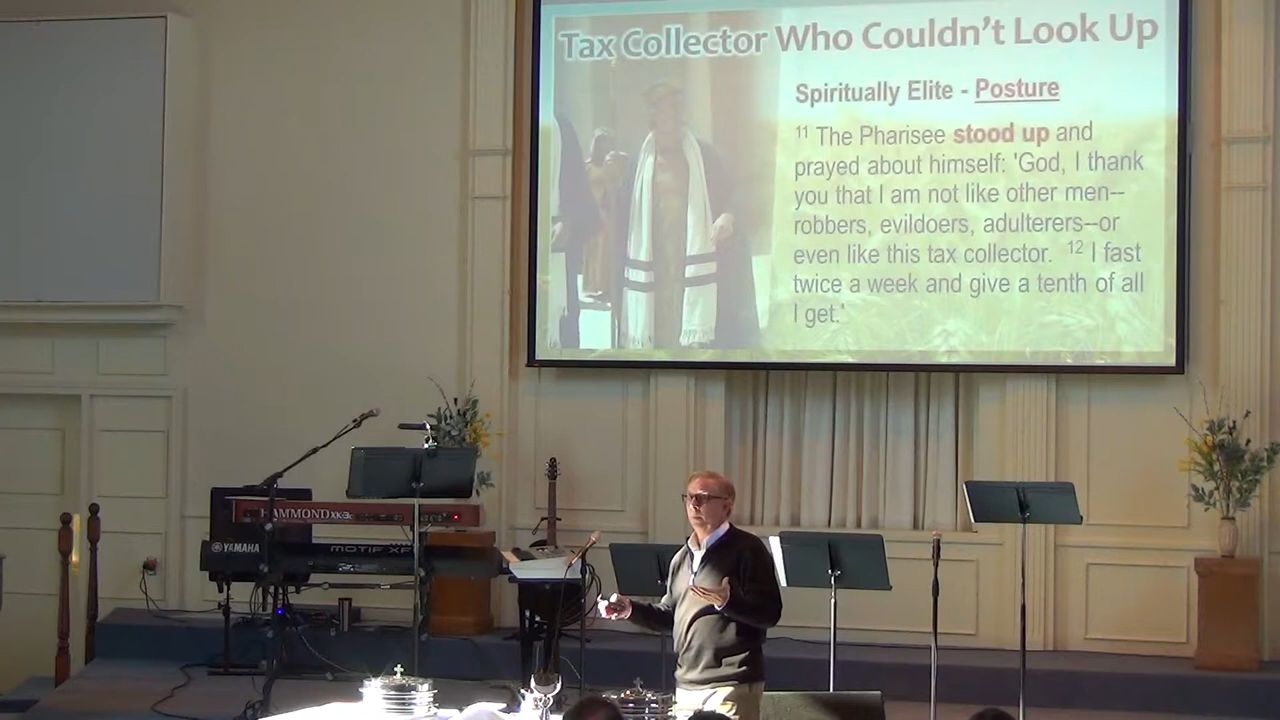 Tax Collector Who Couldn't Look Up
Spiritually Elite - Posture
11 The Pharisee stood up and
prayed about himself: 'God, I thank
you that I am not like other men--
robbers, evildoers, adulterers--or
even like this tax collector. 12 I fast
twice a week and give a tenth of all
I get.'
HAMMOND XK-3c
YAMAHA MOTIF XF